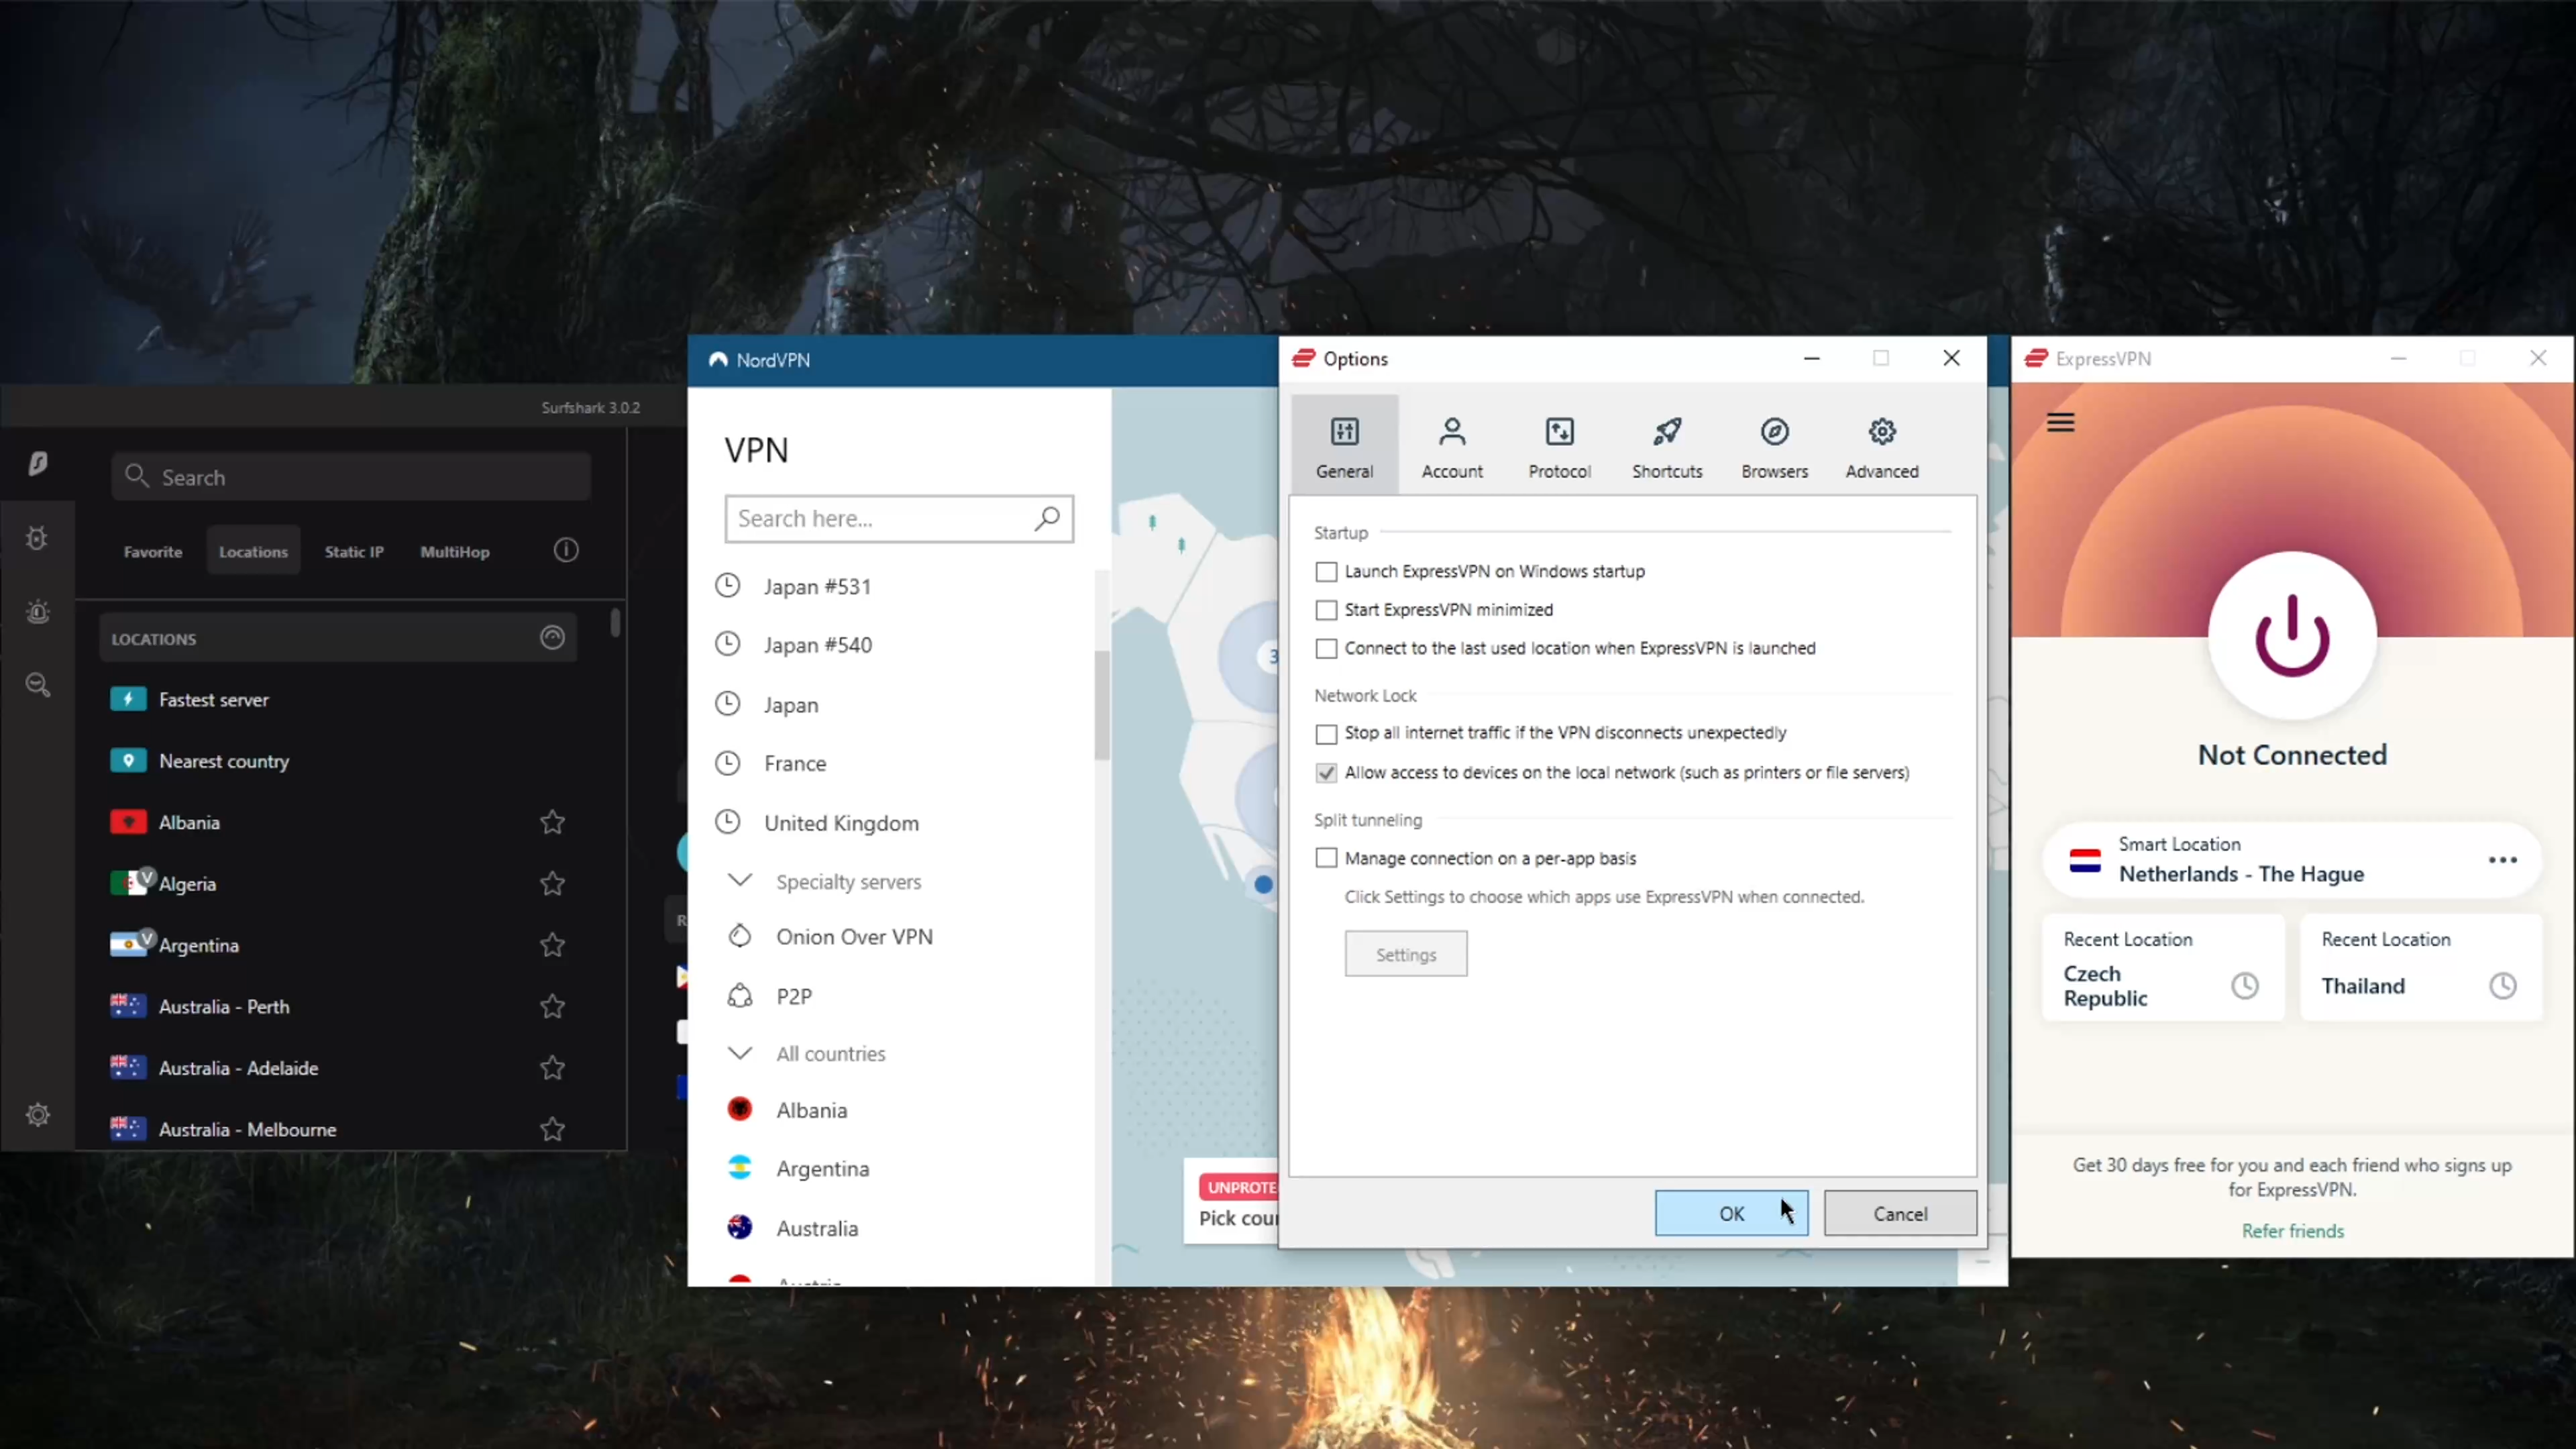 Surfshark 3.0.2
Search
Favorite
Locations
Static IP
MultiHop
LOCATIONS
Fastest server
Nearest country
Albania
V
Algeria
V
Argentina
Australia - Perth
Australia - Adelaide
Australia - Melbourne
NordVPN
VPN
Search here...
Japan #531
Japan #540
Japan
France
United Kingdom
Specialty servers
Onion Over VPN
P2P
All countries
Albania
Argentina
Australia
3
UNPROTE
Pick cou
Options
General
Account
Protocol
Shortcuts
Browsers
Advanced
Startup
Launch ExpressVPN on Windows startup
Start ExpressVPN minimized
Connect to the last used location when ExpressVPN is launched
Network Lock
Stop all internet traffic if the VPN disconnects unexpectedly
Allow access to devices on the local network (such as printers or file servers)
Split tunneling
Manage connection on a per-app basis
Click Settings to choose which apps use ExpressVPN when connected.
Settings
OK
Cancel
ExpressVPN
Not Connected
Smart Location
Netherlands - The Hague
Recent Location
Czech
Republic
Recent Location
Thailand
Get 30 days free for you and each friend who signs up
for ExpressVPN.
Refer friends